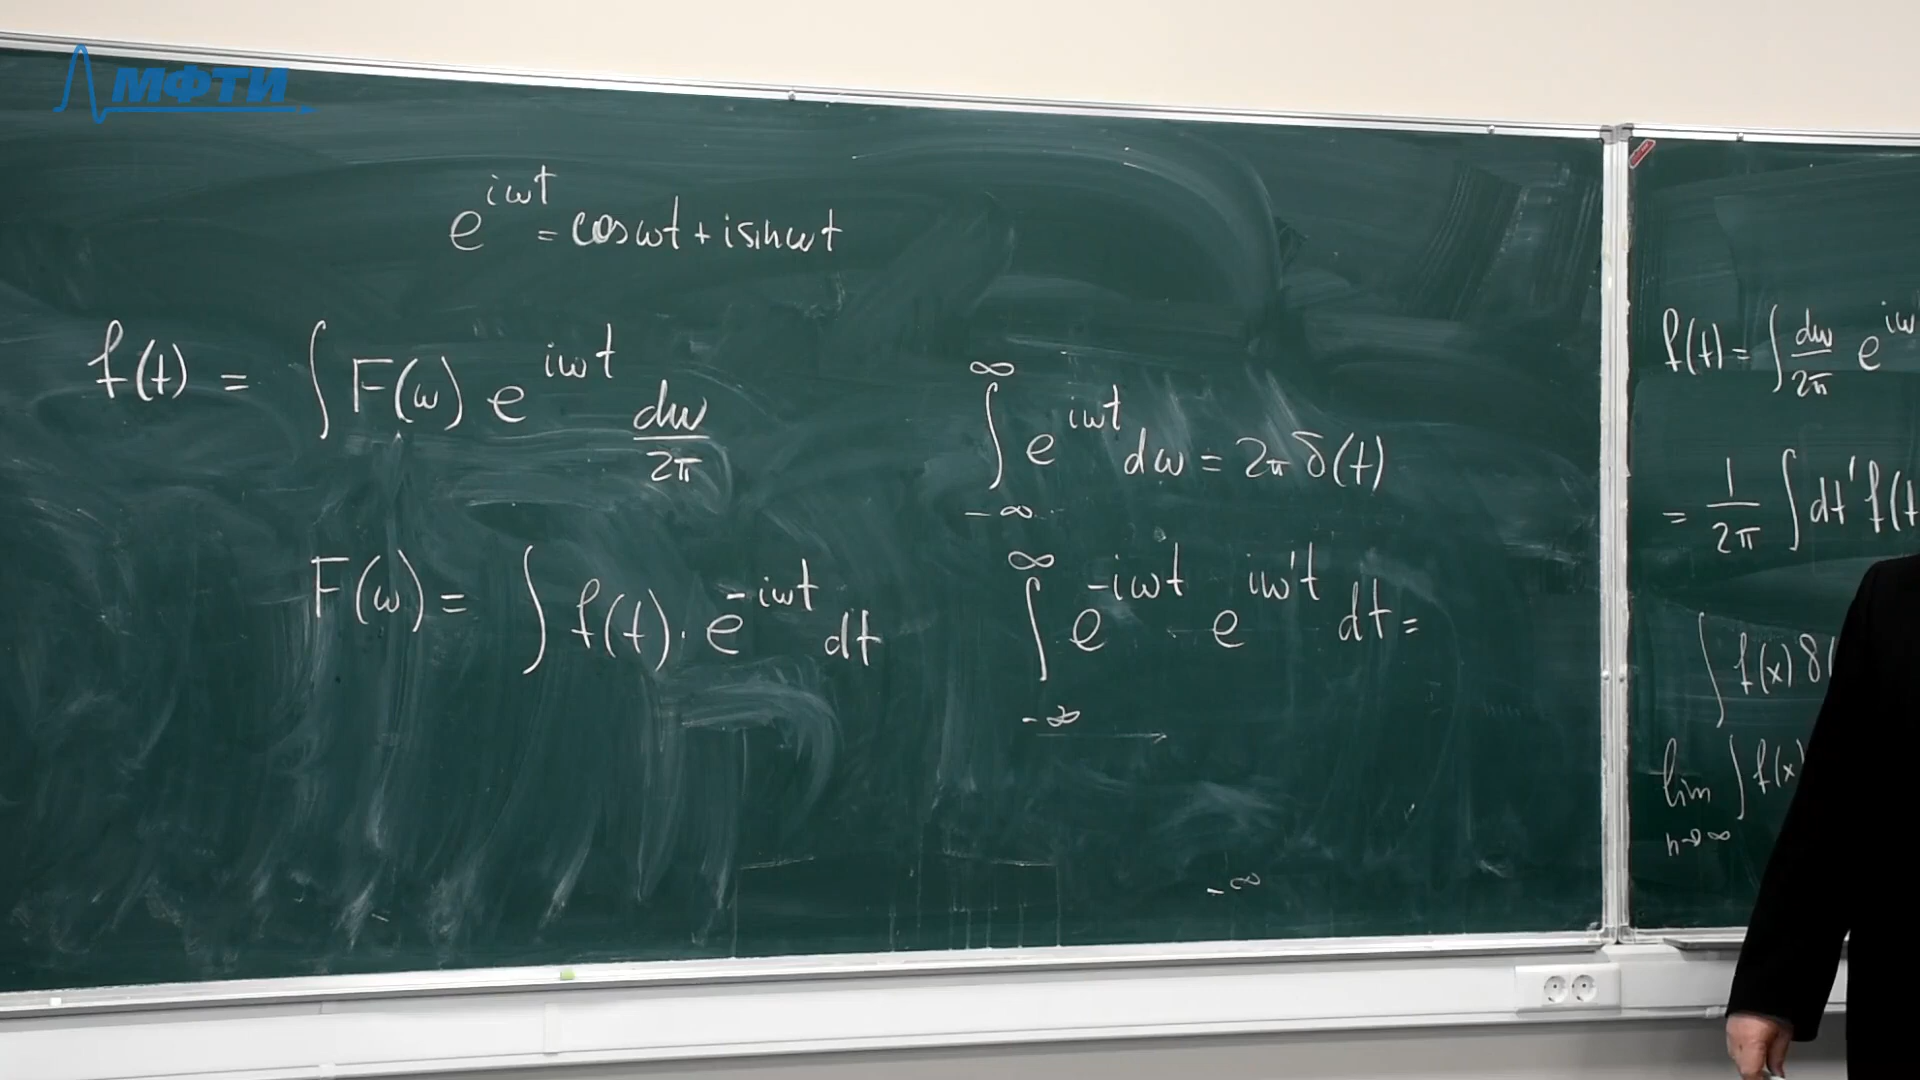 МФТИ
e^{iωt} = cos ωt + i sin ωt
f(t) = ∫ F(ω) e^{iωt} dω/2π
∫_{-∞}^{∞} e^{iωt} dω = 2π δ(t)
F(ω) = ∫ f(t) · e^{-iωt} dt
∫_{-∞}^{∞} e^{-iωt} e^{iω't} dt =
-∞
f(t) = ∫ dω/2π e^{iω
= 1/2π ∫ dt' f(t
∫ f(x) δ(
lim_{n→∞} ∫ f(x)